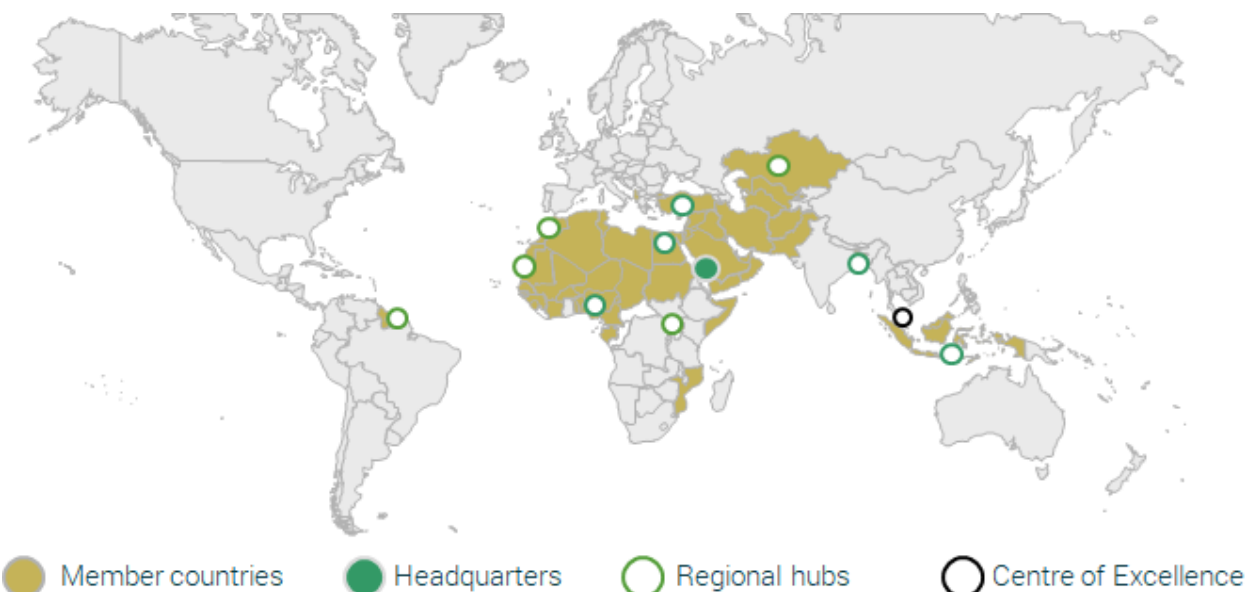 Member countries
Headquarters
Regional hubs
Centre of Excellence